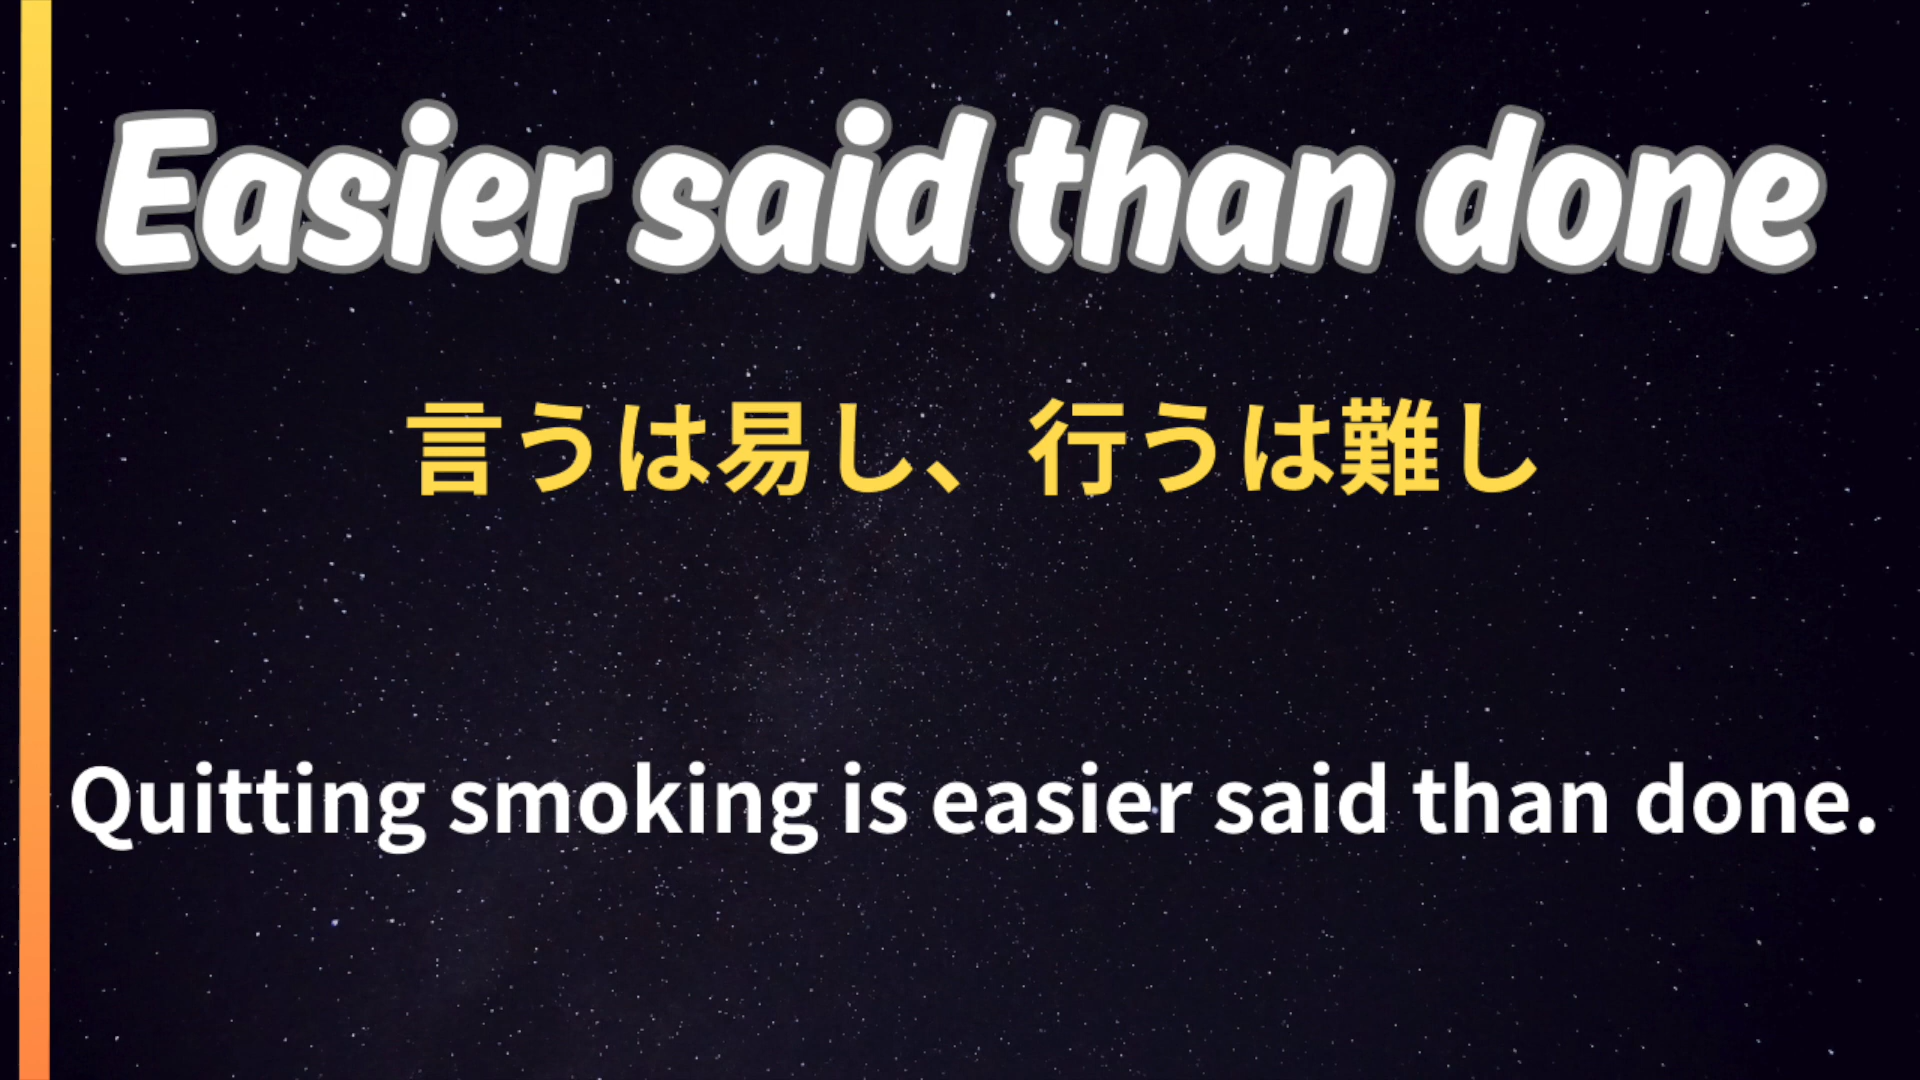 Easier said than done
言うは易し、行うは難し
Quitting smoking is easier said than done.